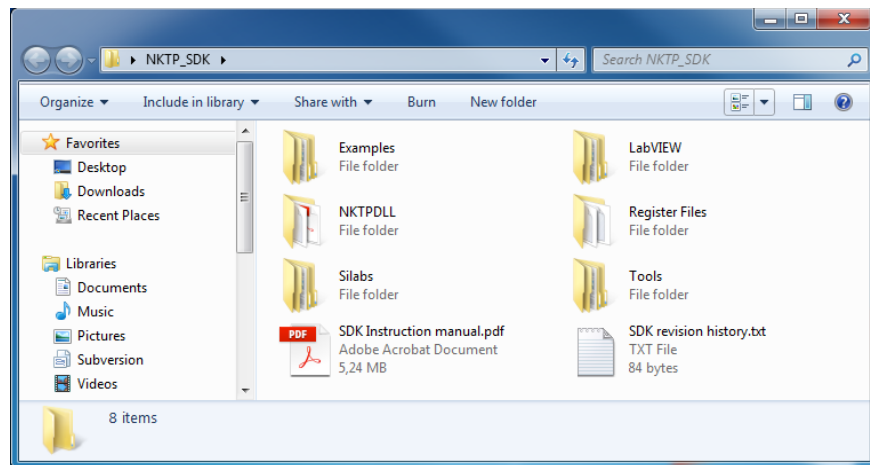 NKTP_SDK
Search NKTP_SDK
Organize Include in library Share with Burn New folder
Favorites
Desktop
Downloads
Recent Places
Libraries
Documents
Music
Pictures
Subversion
Videos
Examples
File folder
LabVIEW
File folder
NKTPDLL
File folder
Register Files
File folder
Silabs
File folder
Tools
File folder
PDF
SDK Instruction manual.pdf
Adobe Acrobat Document
5,24 MB
SDK revision history.txt
TXT File
84 bytes
8 items